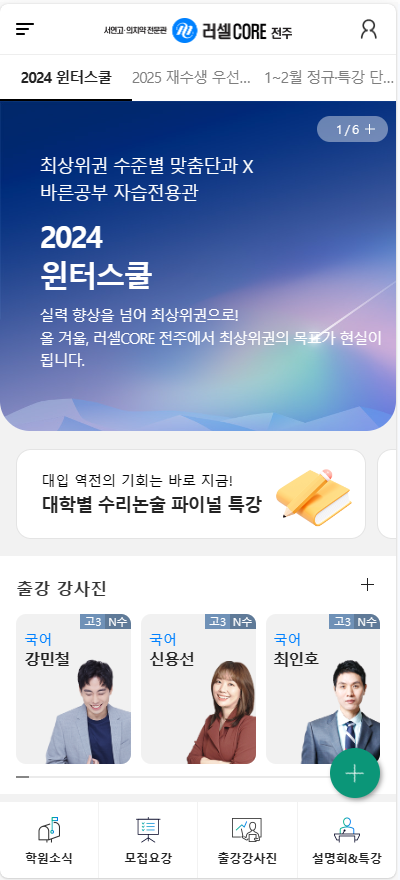 서연고·의치약 전문관 러셀CORE 전주
2024 윈터스쿨 2025 재수생 우선... 1~2월 정규·특강 단...
1 / 6 +
최상위권 수준별 맞춤단과 X
바른공부 자습전용관
2024
윈터스쿨
실력 향상을 넘어 최상위권으로!
올 겨울, 러셀CORE 전주에서 최상위권의 목표가 현실이
됩니다.
대입 역전의 기회는 바로 지금!
대학별 수리논술 파이널 특강
출강 강사진
고3 N수 고3 N수 고3 N수
국어 국어 국어
강민철 신용선 최인호
학원소식 모집요강 출강강사진 설명회&특강